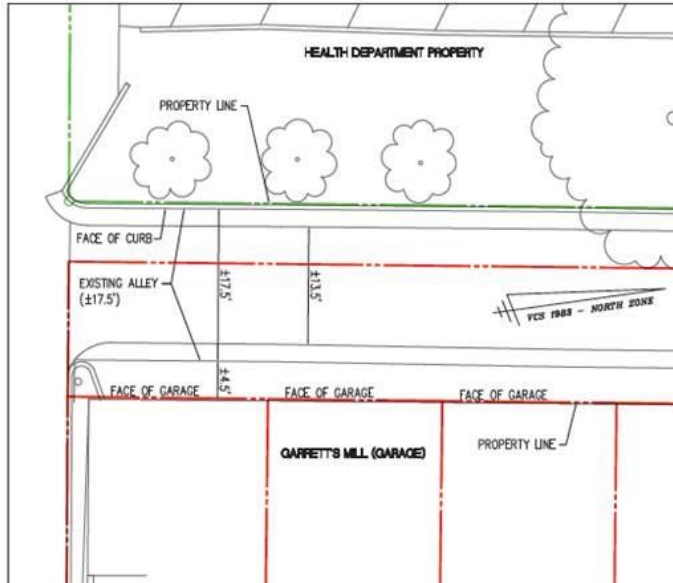 HEALTH DEPARTMENT PROPERTY
PROPERTY LINE
FACE OF CURB
EXISTING ALLEY
(±17.5')
±17.5'
±13.5'
VCS 1983 - NORTH ZONE
±4.5'
FACE OF GARAGE
FACE OF GARAGE
FACE OF GARAGE
PROPERTY LINE
GARRETT'S MILL (GARAGE)